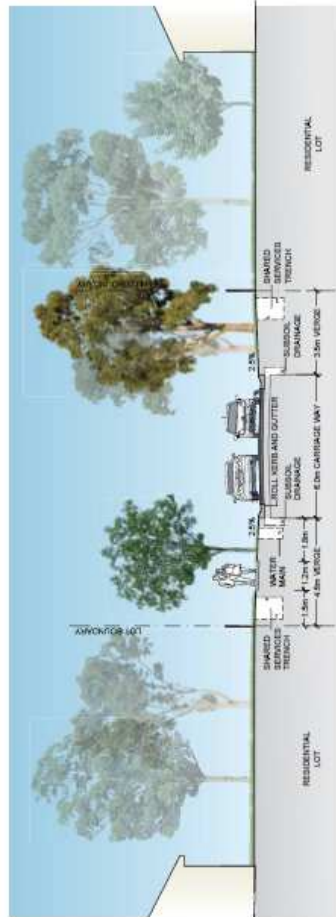 LOT BOUNDARY
LOT BOUNDARY
2.5%
2.5%
SHARED
SERVICES
TRENCH
WATER
MAIN
ROLL KERB AND GUTTER
SUBSOIL
DRAINAGE
SUBSOIL DRAINAGE
SHARED
SERVICES
TRENCH
1.5m
1.2m
1.8m
4.5m VERGE
6.0m CARRIAGE WAY
3.5m VERGE
RESIDENTIAL
LOT
RESIDENTIAL
LOT